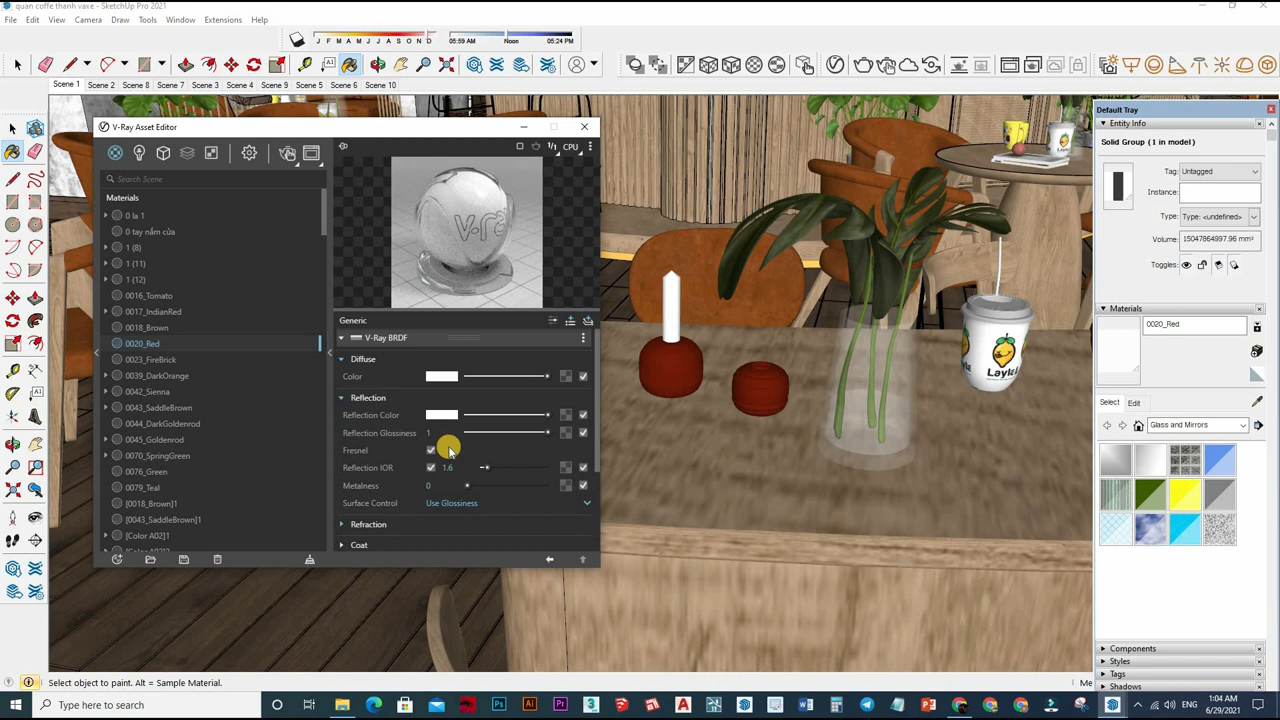 quan coffe thanh vaxe - SketchUp Pro 2021
File Edit View Camera Draw Tools Window Extensions Help
J F M A M J J A S O N D
05:59 AM Noon 05:24 PM
Scene 1 Scene 2 Scene 8 Scene 7 Scene 3 Scene 4 Scene 9 Scene 5 Scene 6 Scene 10
V-Ray Asset Editor
CPU
Search Scene
Materials
0 la 1
0 tay nắm cửa
1 (8)
1 (11)
1 (12)
0016_Tomato
0017_IndianRed
0018_Brown
0020_Red
0023_FireBrick
0039_DarkOrange
0042_Sienna
0043_SaddleBrown
0044_DarkGoldenrod
0045_Goldenrod
0070_SpringGreen
0076_Green
0079_Teal
[0018_Brown]1
[0043_SaddleBrown]1
[Color A02]1
Generic
V-Ray BRDF
Diffuse
Color
Reflection
Reflection Color
Reflection Glossiness 1
Fresnel
Reflection IOR 1.6
Metalness 0
Surface Control Use Glossiness
Refraction
Coat
Default Tray
Entity Info
Solid Group (1 in model)
Tag: Untagged
Instance:
Type: Type: <undefined>
Volume: 15047864997.96 mm³
Toggles:
Materials
0020_Red
Select Edit
Glass and Mirrors
Components
Styles
Tags
Shadows
Select object to paint. Alt = Sample Material.
Type here to search
ENG
1:04 AM
6/29/2021